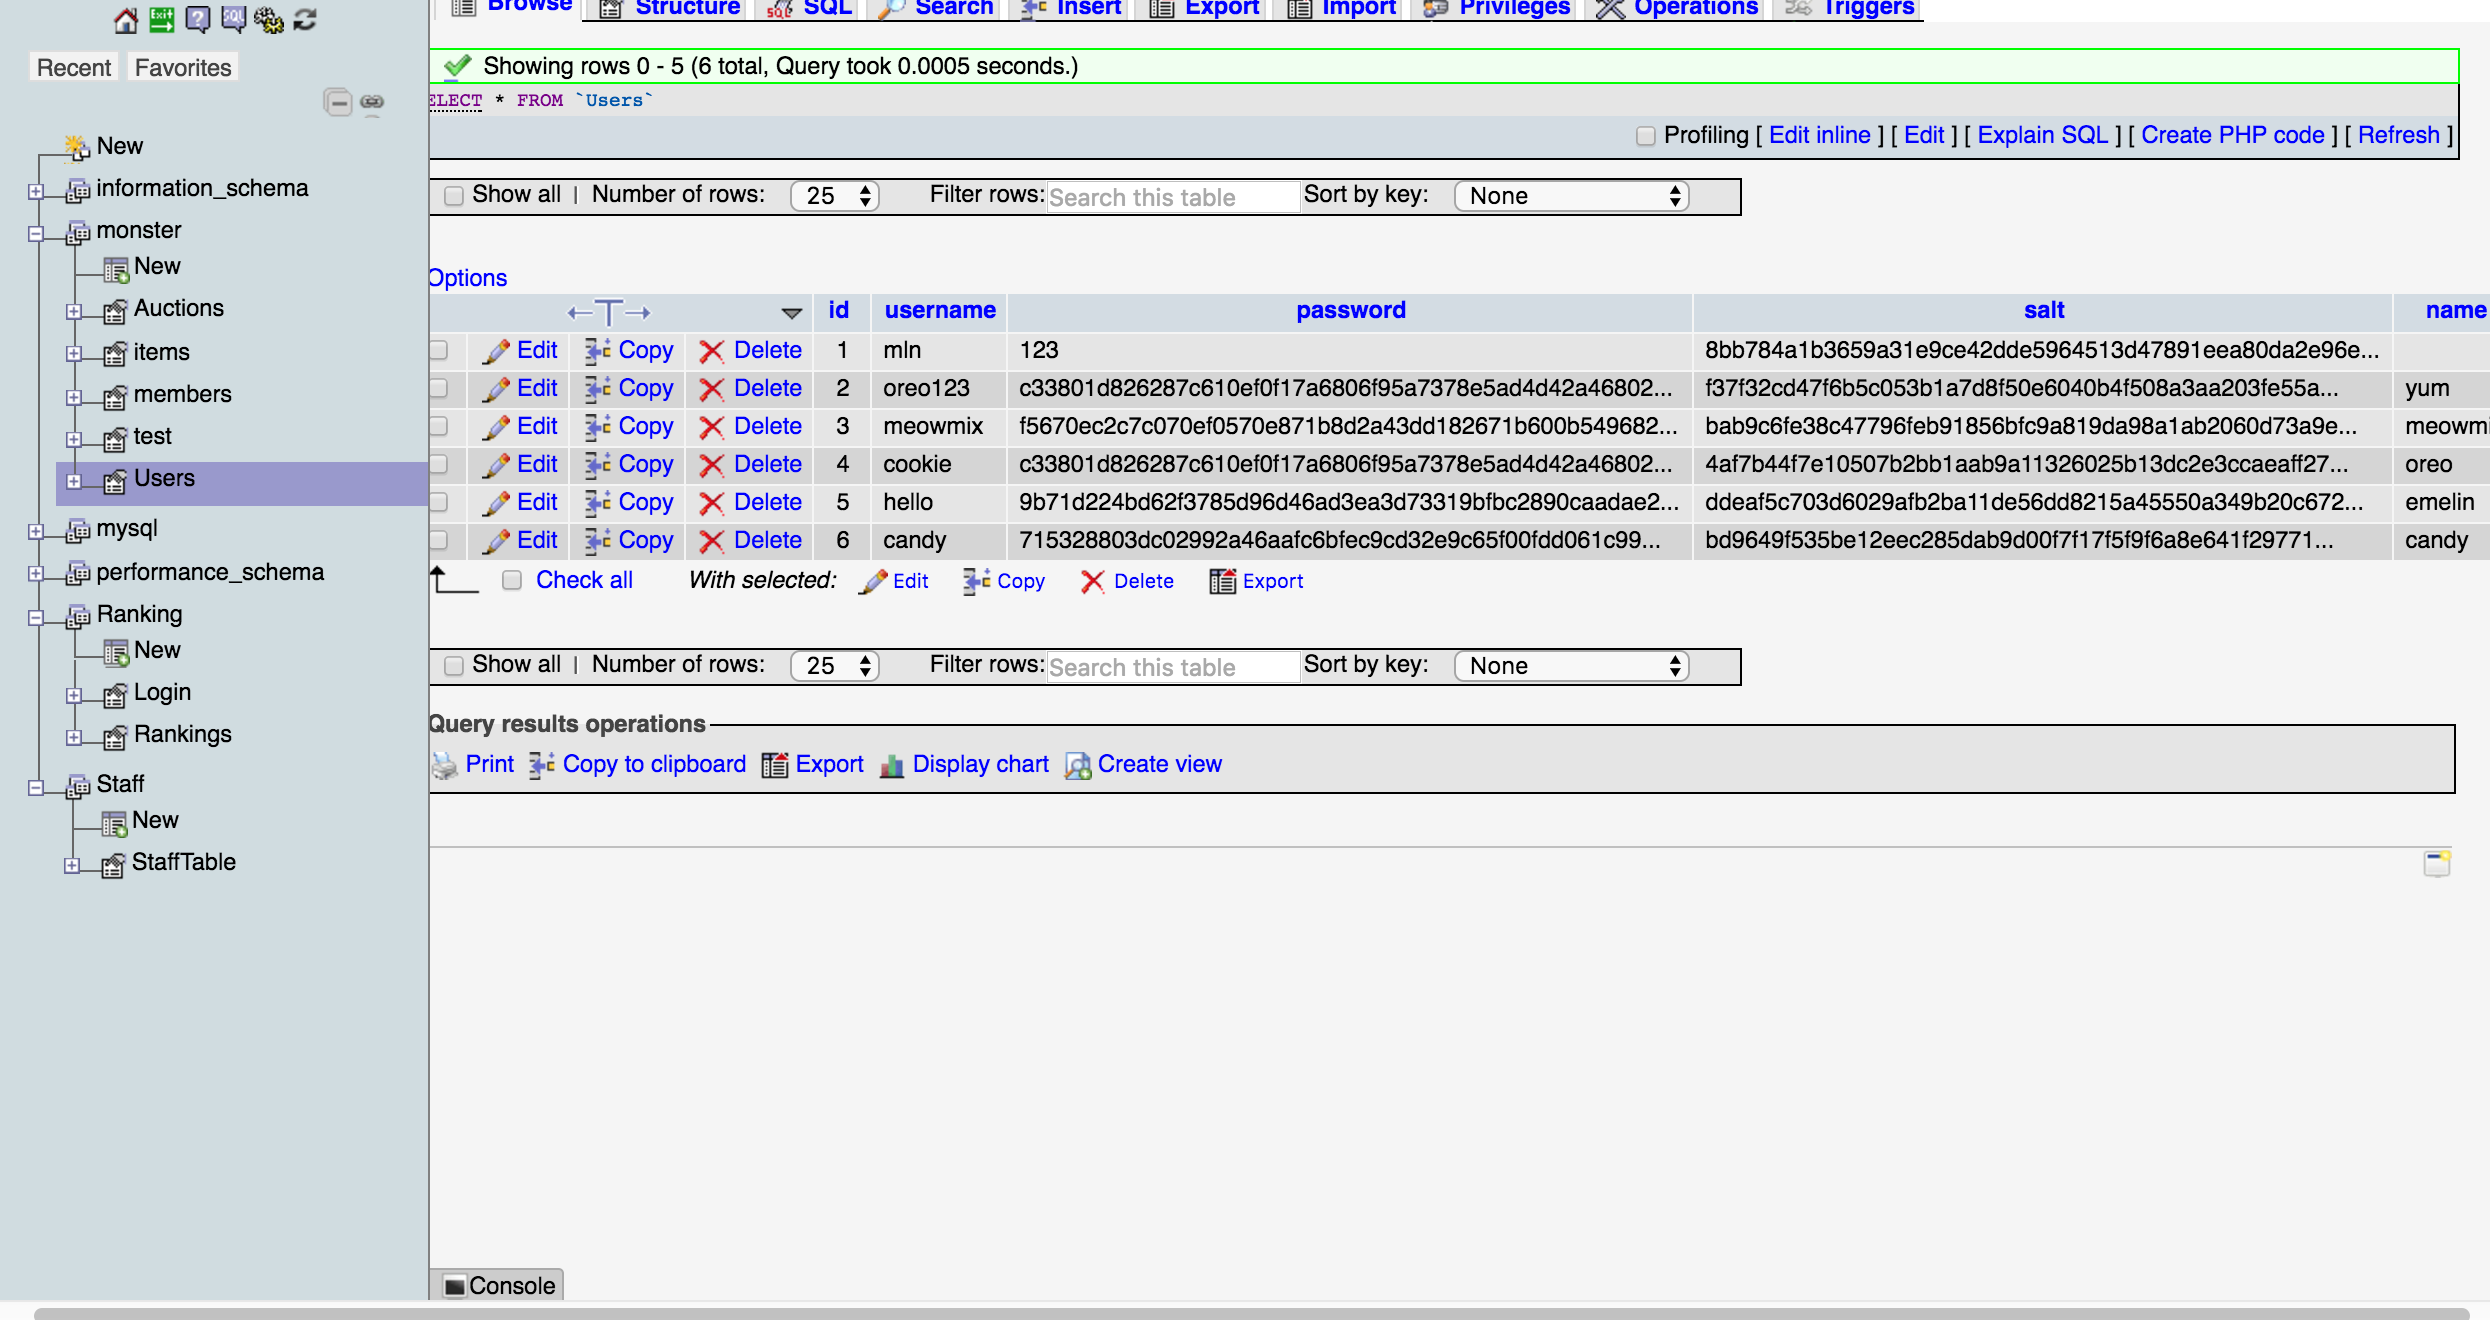 Browse Structure SQL Search Insert Export Import Privileges Operations Triggers
Recent Favorites
New
information_schema
monster
New
Auctions
items
members
test
Users
mysql
performance_schema
Ranking
New
Login
Rankings
Staff
New
StaffTable
Showing rows 0 - 5 (6 total, Query took 0.0005 seconds.)
ELECT * FROM `Users`
Profiling [ Edit inline ] [ Edit ] [ Explain SQL ] [ Create PHP code ] [ Refresh ]
Show all | Number of rows: 25 Filter rows: Search this table Sort by key: None
Options
id username password salt name
Edit Copy Delete 1 mln 123 8bb784a1b3659a31e9ce42dde5964513d47891eea80da2e96e...
Edit Copy Delete 2 oreo123 c33801d826287c610ef0f17a6806f95a7378e5ad4d42a46802... f37f32cd47f6b5c053b1a7d8f50e6040b4f508a3aa203fe55a... yum
Edit Copy Delete 3 meowmix f5670ec2c7c070ef0570e871b8d2a43dd182671b600b549682... bab9c6fe38c47796feb91856bfc9a819da98a1ab2060d73a9e... meowmi
Edit Copy Delete 4 cookie c33801d826287c610ef0f17a6806f95a7378e5ad4d42a46802... 4af7b44f7e10507b2bb1aab9a11326025b13dc2e3ccaeaff27... oreo
Edit Copy Delete 5 hello 9b71d224bd62f3785d96d46ad3ea3d73319bfbc2890caadae2... ddeaf5c703d6029afb2ba11de56dd8215a45550a349b20c672... emelin
Edit Copy Delete 6 candy 715328803dc02992a46aafc6bfec9cd32e9c65f00fdd061c99... bd9649f535be12eec285dab9d00f7f17f5f9f6a8e641f29771... candy
Check all With selected: Edit Copy Delete Export
Show all | Number of rows: 25 Filter rows: Search this table Sort by key: None
Query results operations
Print Copy to clipboard Export Display chart Create view
Console